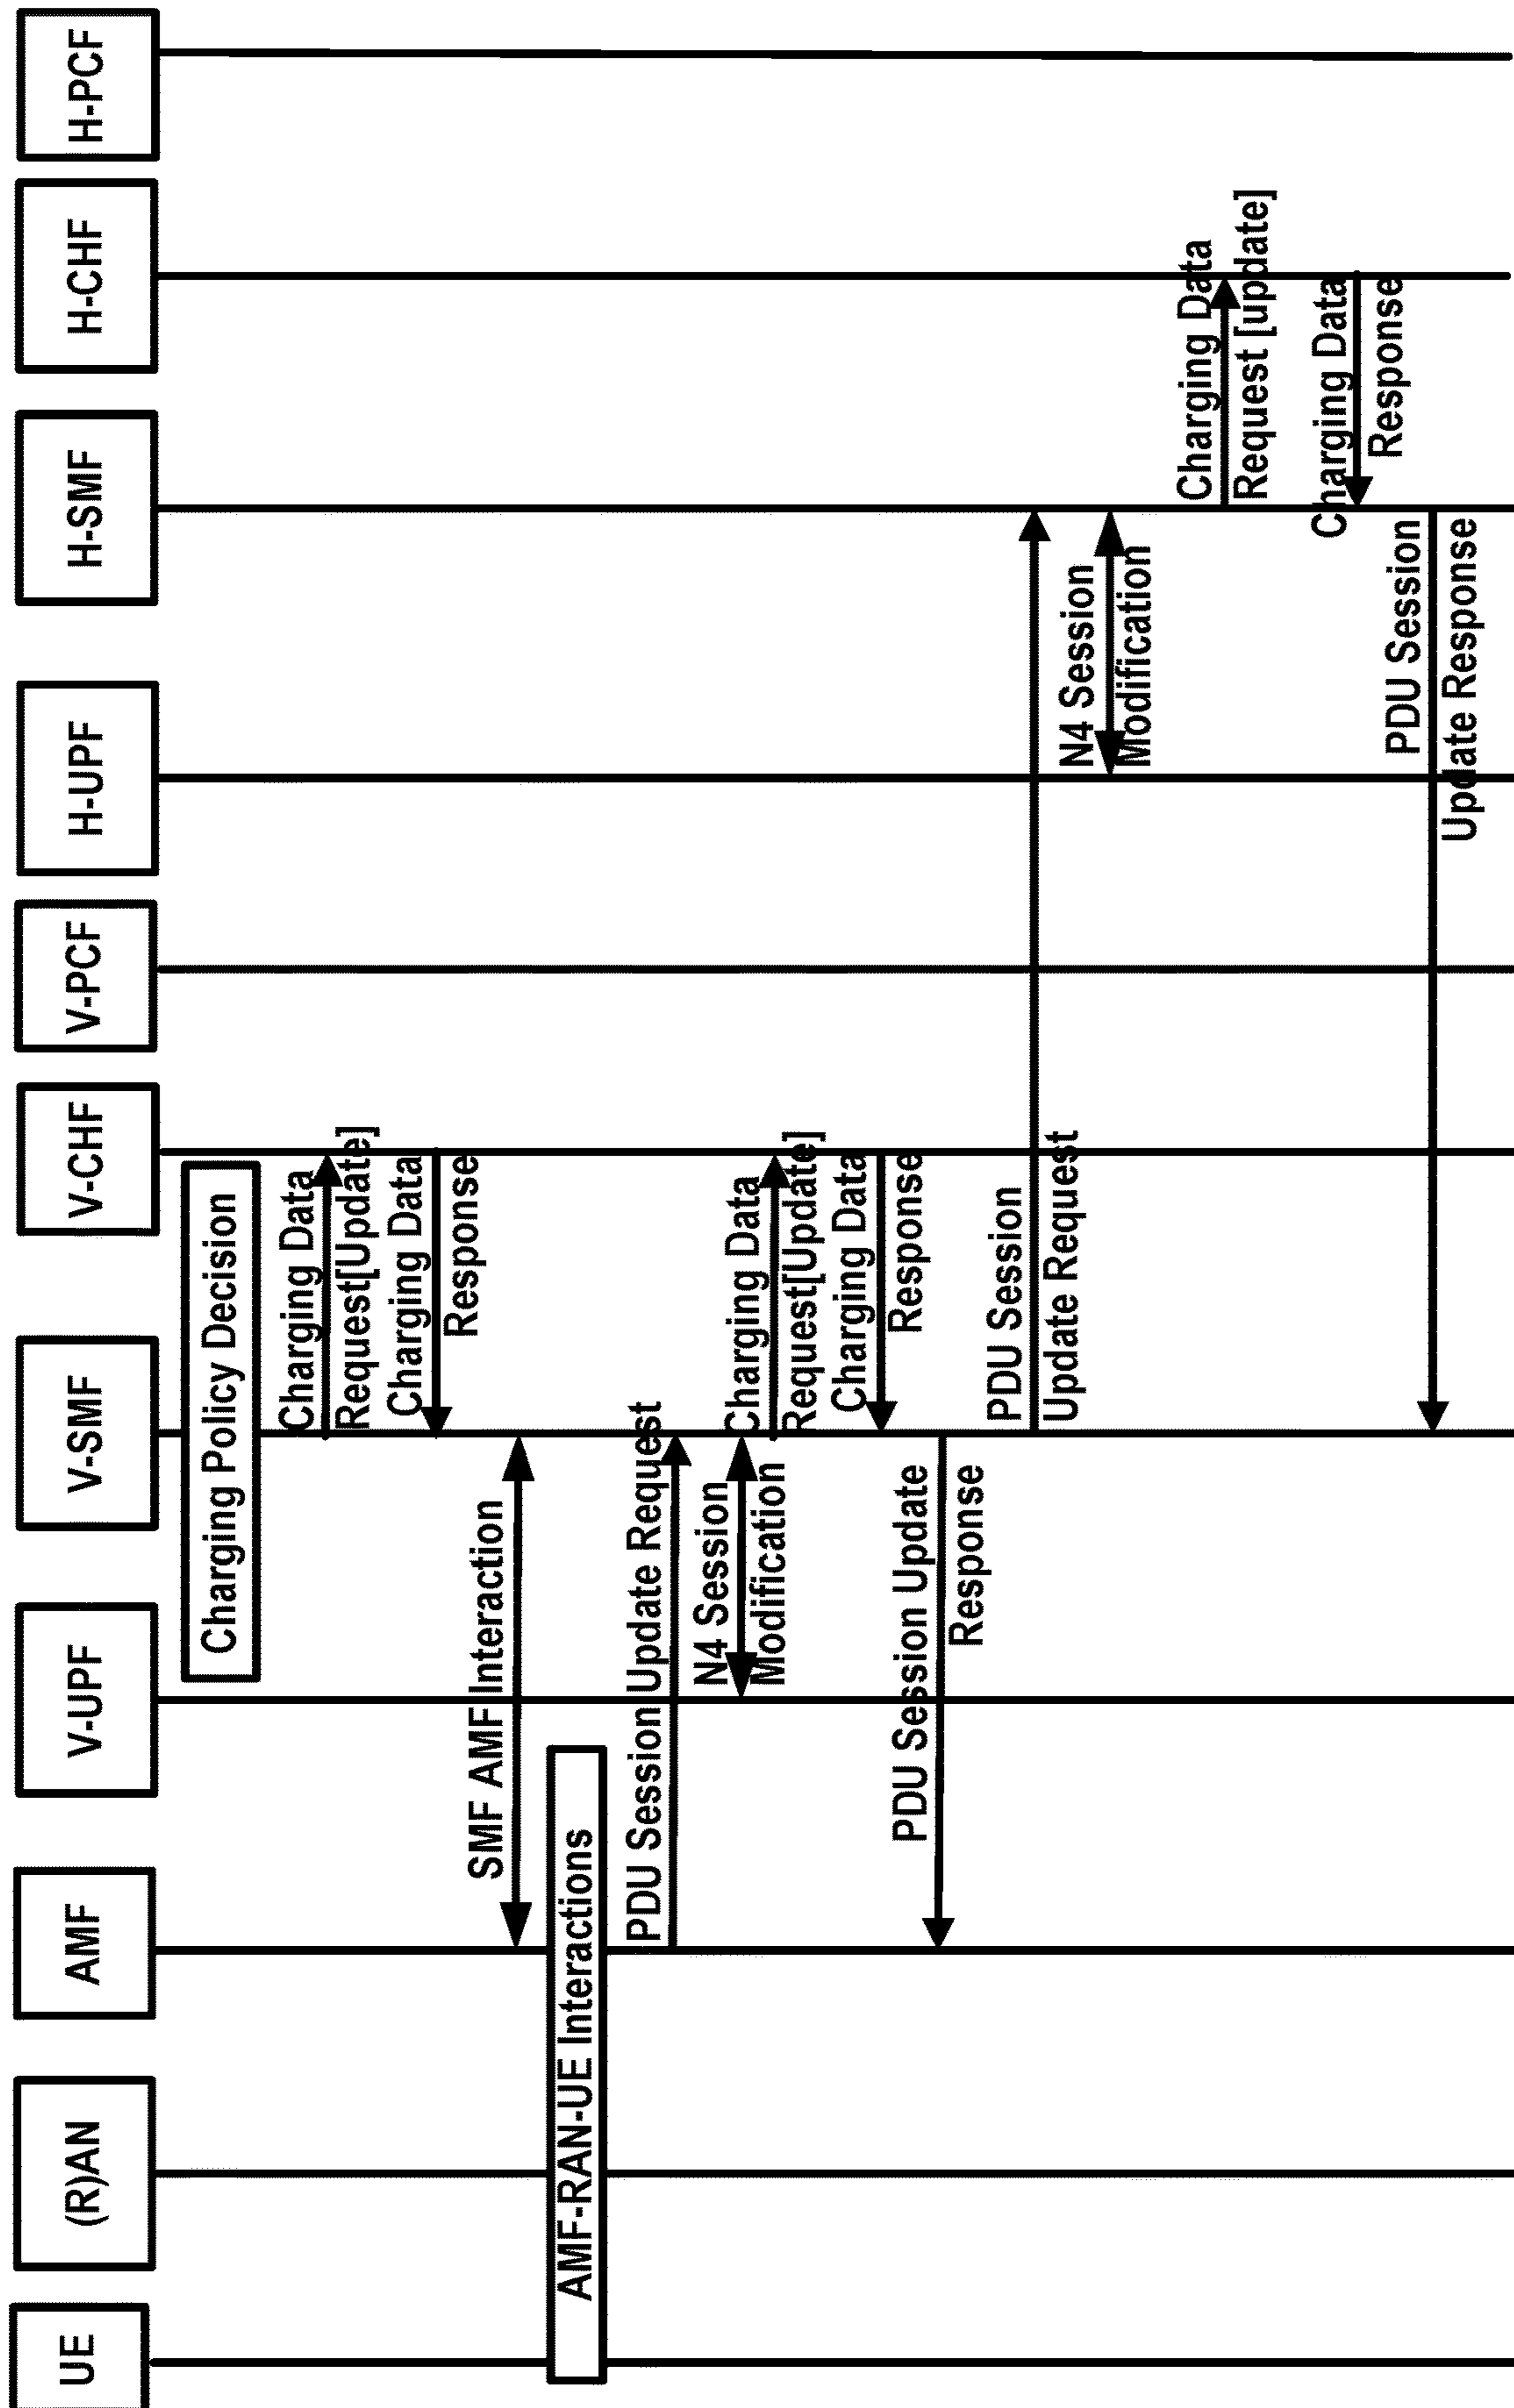 UE
(R)AN
AMF
V-UPF
V-SMF
V-CHF
V-PCF
H-UPF
H-SMF
H-CHF
H-PCF
Charging Policy Decision
Charging Data
Request[Update]
Charging Data
Response
SMF AMF Interaction
AMF-RAN-UE Interactions
PDU Session Update Request
N4 Session
Modification
Charging Data
Request[Update]
Charging Data
Response
PDU Session Update
Response
PDU Session
Update Request
N4 Session
Modification
Charging Data
Request [update]
Charging Data
Response
PDU Session
Update Response